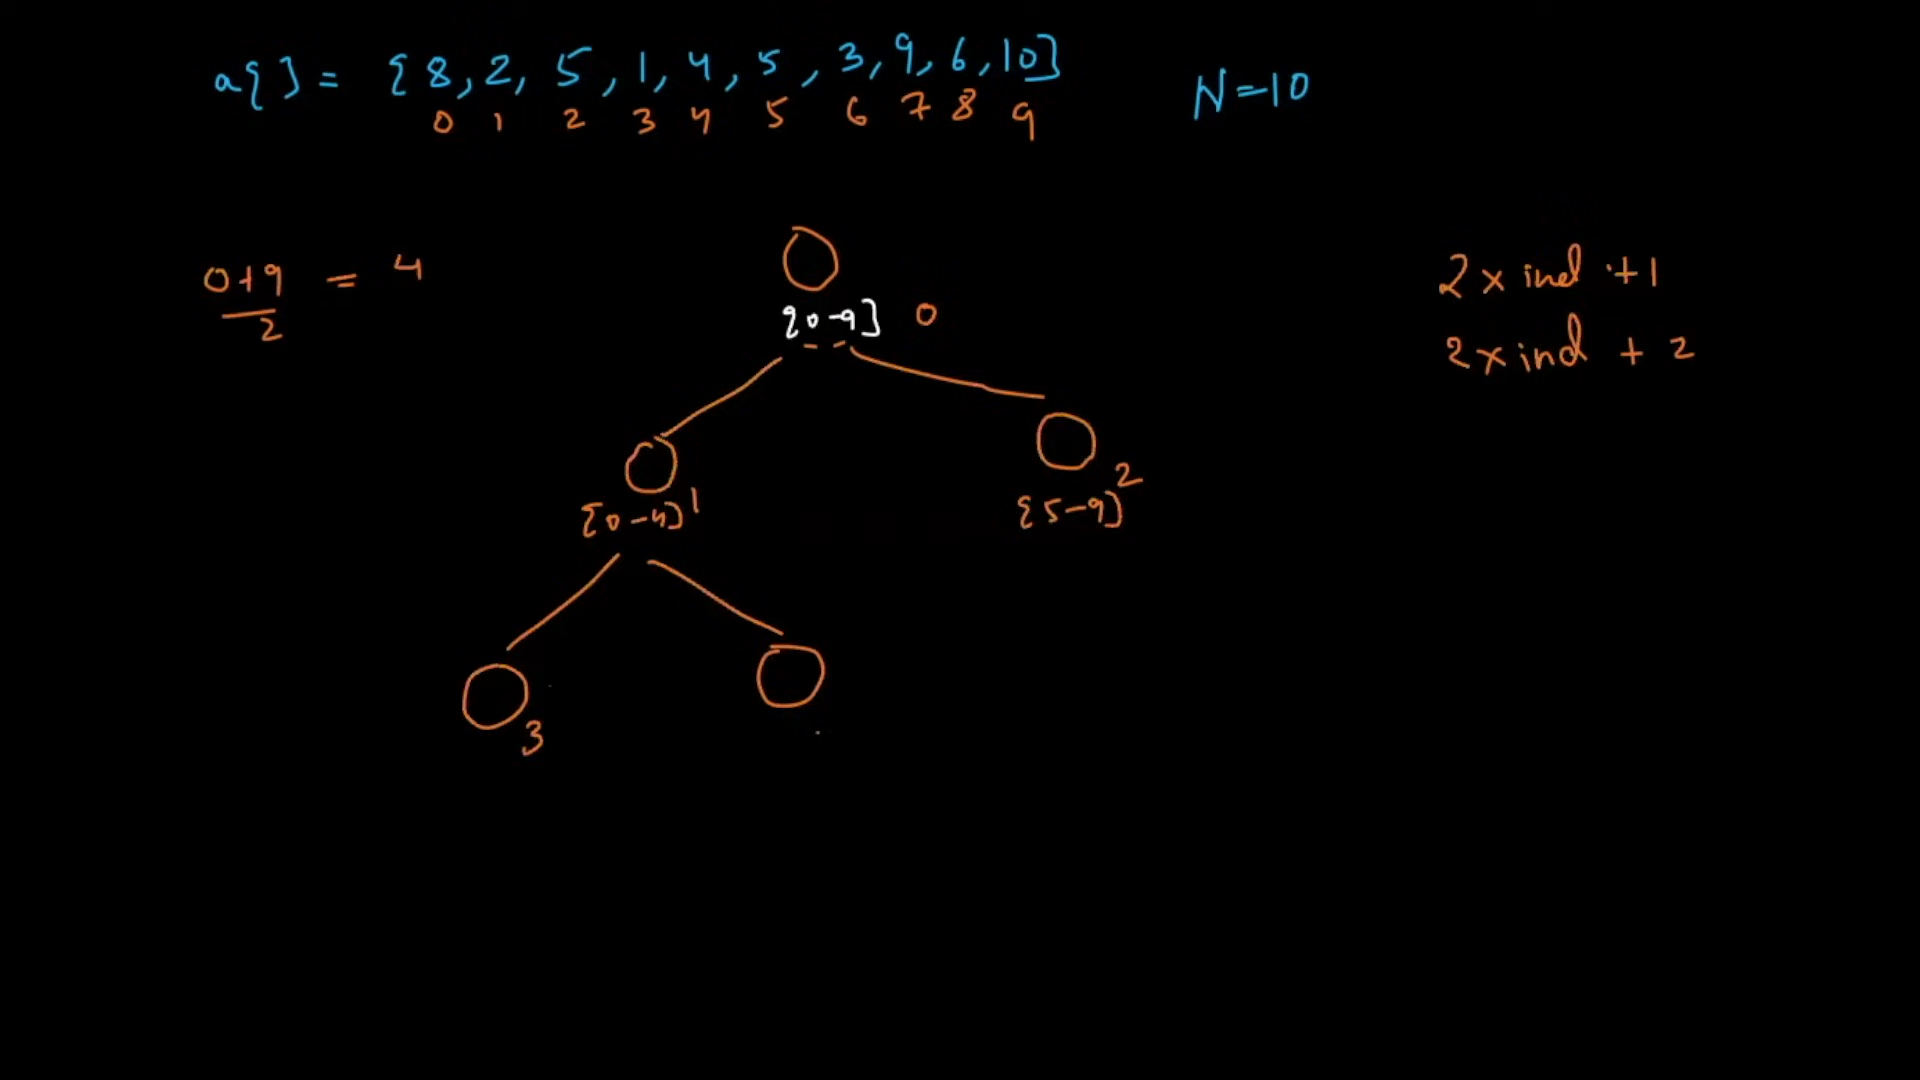 a[] = {8, 2, 5, 1, 4, 5, 3, 9, 6, 10} N=10
0 1 2 3 4 5 6 7 8 9
0+9 = 4
2
2 x ind + 1
[0-9] 0
2 x ind + 2
[0-4] 1
[5-9] 2
3